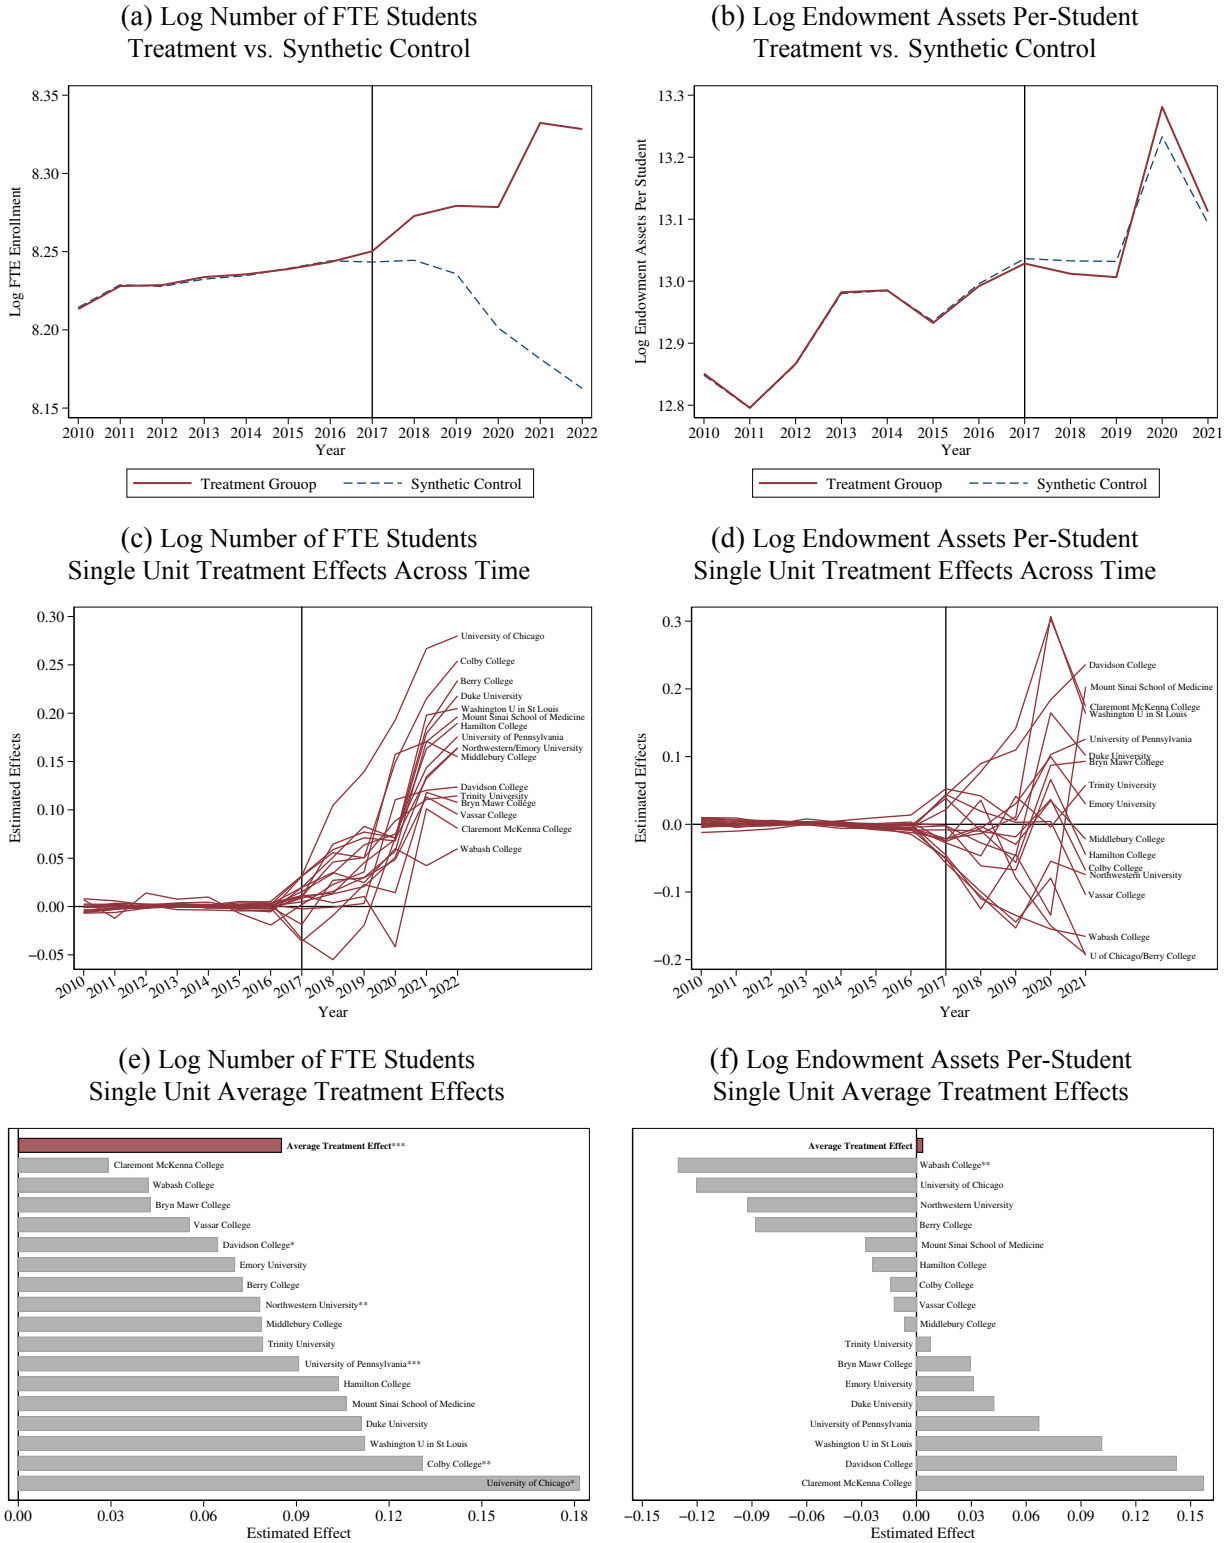 (a) Log Number of FTE Students
Treatment vs. Synthetic Control
8.35
8.30
8.25
8.20
8.15
Log FTE Enrollment
2010 2011 2012 2013 2014 2015 2016 2017 2018 2019 2020 2021 2022
Year
Treatment Gruoop
Synthetic Control
(b) Log Endowment Assets Per-Student
Treatment vs. Synthetic Control
13.3
13.2
13.1
13.0
12.9
12.8
Log Endowment Assets Per Student
2010 2011 2012 2013 2014 2015 2016 2017 2018 2019 2020 2021
Year
Treatment Gruoop
Synthetic Control
(c) Log Number of FTE Students
Single Unit Treatment Effects Across Time
0.30
0.25
0.20
0.15
0.10
0.05
0.00
−0.05
Estimated Effects
University of Chicago
Colby College
Berry College
Duke University
Washington U in St Louis
Mount Sinai School of Medicine
Hamilton College
University of Pennsylvania
Northwestern/Emory University
Middlebury College
Davidson College
Trinity University
Bryn Mawr College
Vassar College
Claremont McKenna College
Wabash College
2010 2011 2012 2013 2014 2015 2016 2017 2018 2019 2020 2021 2022
Year
(d) Log Endowment Assets Per-Student
Single Unit Treatment Effects Across Time
0.3
0.2
0.1
0.0
−0.1
−0.2
Estimated Effects
Davidson College
Mount Sinai School of Medicine
Claremont McKenna College
Washington U in St Louis
University of Pennsylvania
Duke University
Bryn Mawr College
Trinity University
Emory University
Middlebury College
Hamilton College
Colby College
Northwestern University
Vassar College
Wabash College
U of Chicago/Berry College
2010 2011 2012 2013 2014 2015 2016 2017 2018 2019 2020 2021
Year
(e) Log Number of FTE Students
Single Unit Average Treatment Effects
Average Treatment Effect***
Claremont McKenna College
Wabash College
Bryn Mawr College
Vassar College
Davidson College*
Emory University
Berry College
Northwestern University**
Middlebury College
Trinity University
University of Pennsylvania***
Hamilton College
Mount Sinai School of Medicine
Duke University
Washington U in St Louis
Colby College**
University of Chicago*
0.00 0.03 0.06 0.09 0.12 0.15 0.18
Estimated Effect
(f) Log Endowment Assets Per-Student
Single Unit Average Treatment Effects
Average Treatment Effect
Wabash College**
University of Chicago
Northwestern University
Berry College
Mount Sinai School of Medicine
Hamilton College
Colby College
Vassar College
Middlebury College
Trinity University
Bryn Mawr College
Emory University
Duke University
University of Pennsylvania
Washington U in St Louis
Davidson College
Claremont McKenna College
−0.15 −0.12 −0.09 −0.06 −0.03 0.00 0.03 0.06 0.09 0.12 0.15
Estimated Effect